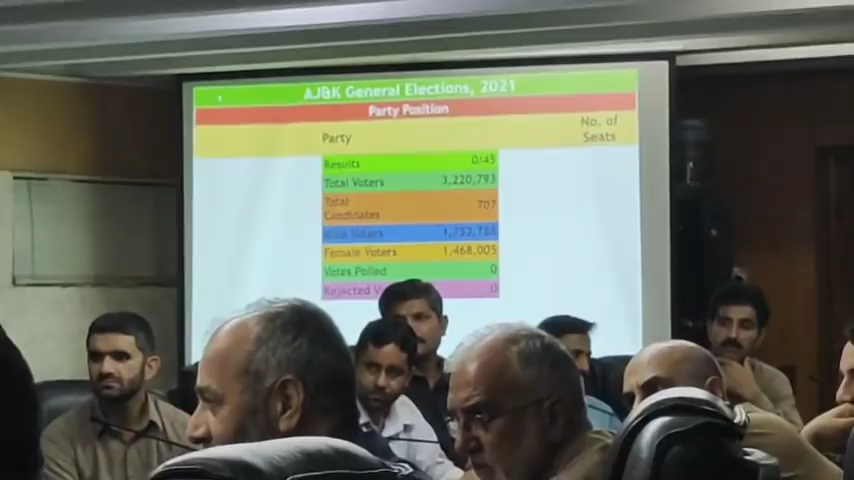 AJ&K General Elections, 2021
Party Position
Party No. of Seats
Results 0/45
Total Voters 3,220,793
Total Candidates 707
Male Voters
Female Voters 1,468,005
Votes Polled 0
Rejected 0